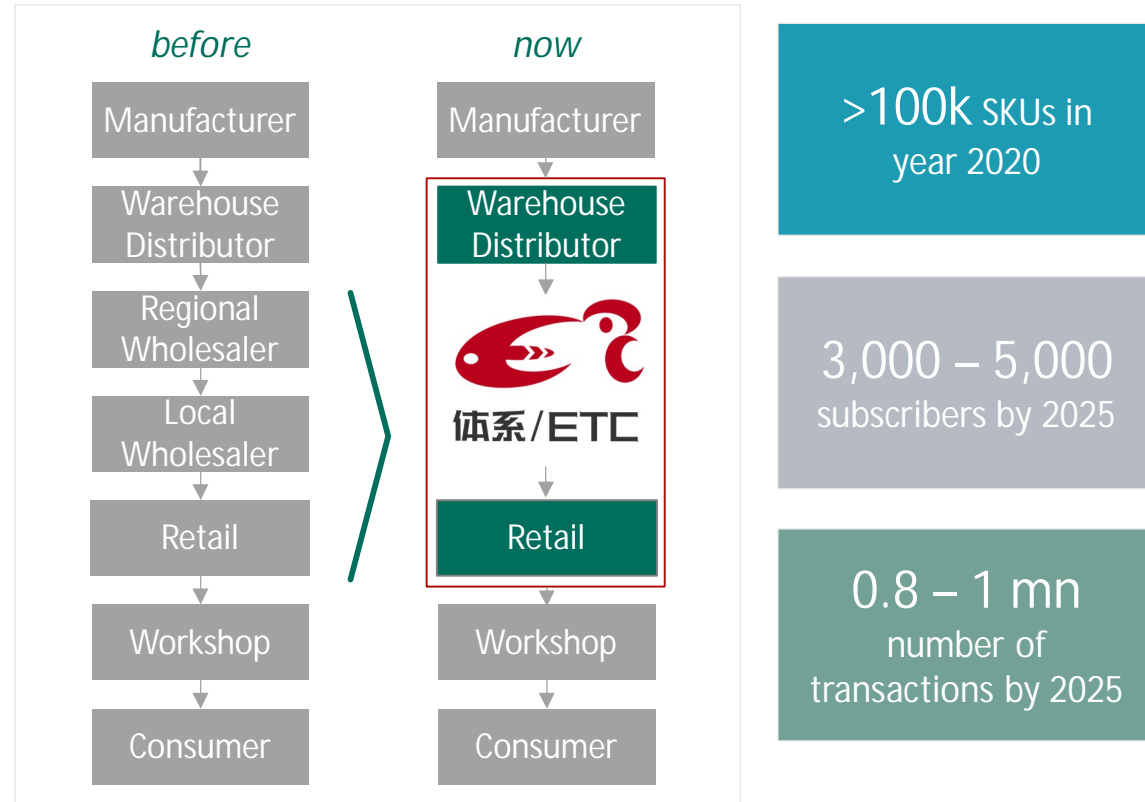 before
Manufacturer
Warehouse
Distributor
Regional
Wholesaler
Local
Wholesaler
Retail
Workshop
Consumer
now
Manufacturer
Warehouse
Distributor
体系/ETC
Retail
Workshop
Consumer
>100k SKUs in
year 2020
3,000 – 5,000
subscribers by 2025
0.8 – 1 mn
number of
transactions by 2025